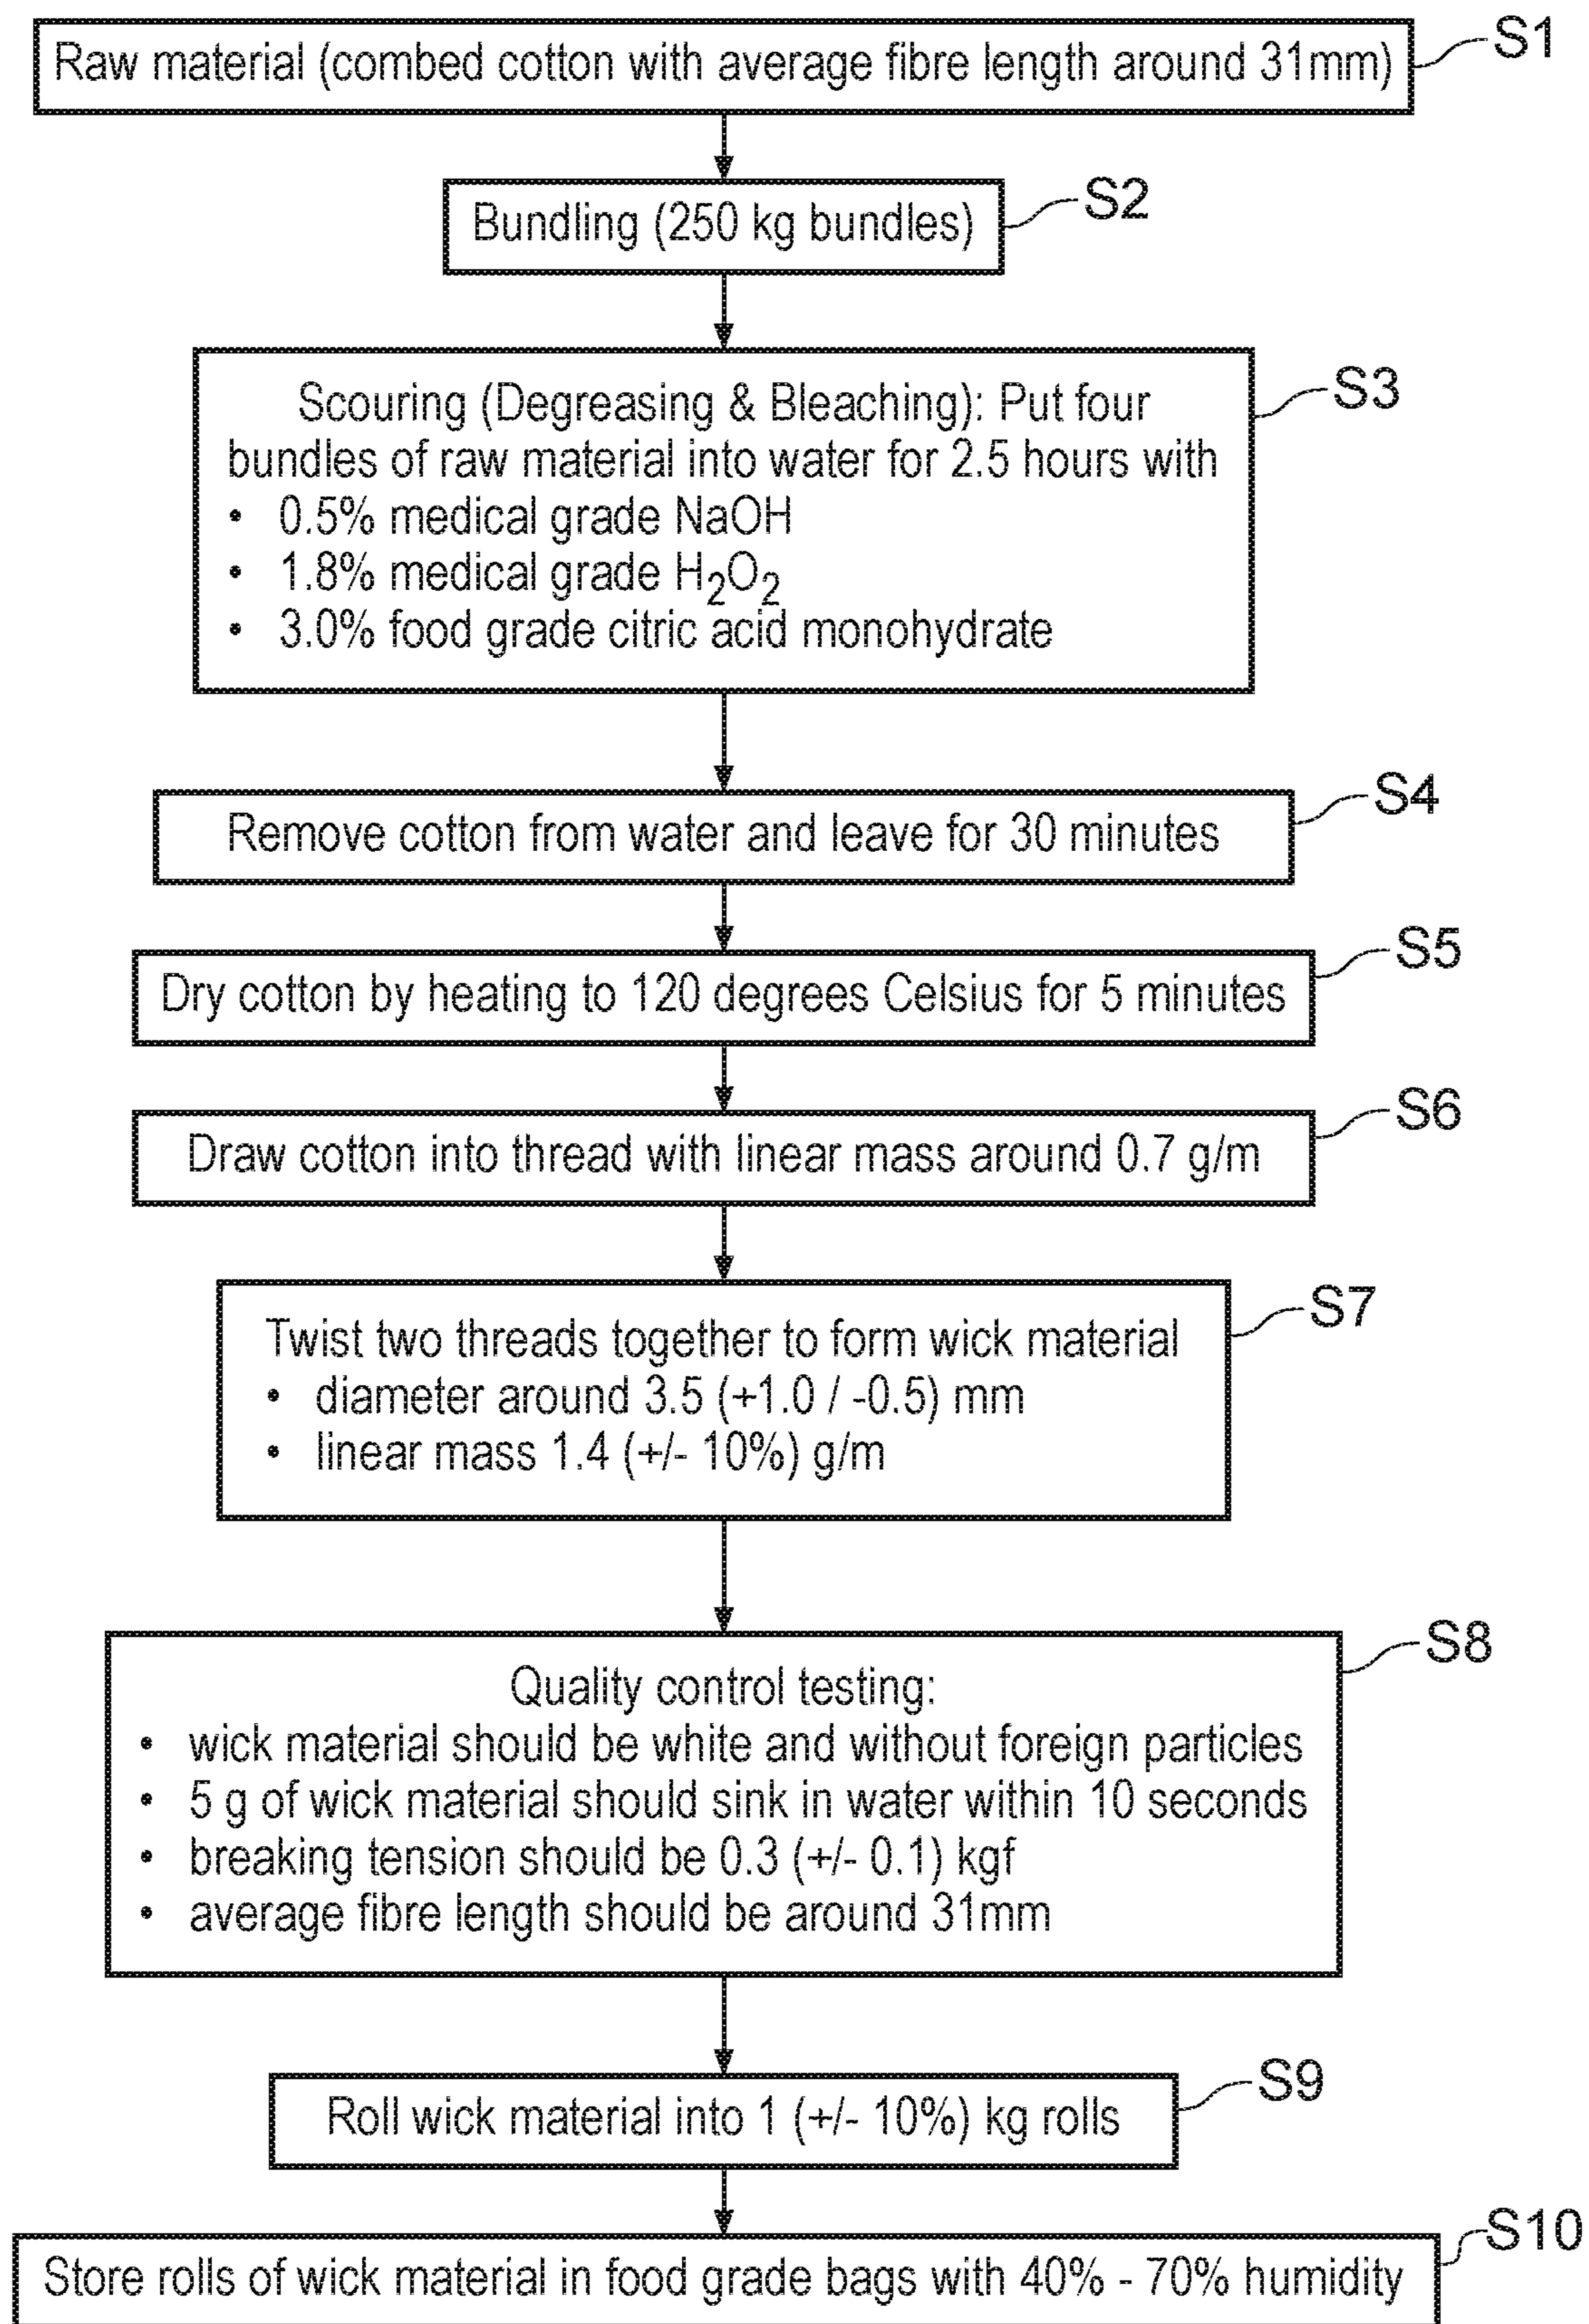 Raw material (combed cotton with average fibre length around 31mm)
S1
Bundling (250 kg bundles)
S2
Scouring (Degreasing & Bleaching): Put four
bundles of raw material into water for 2.5 hours with
• 0.5% medical grade NaOH
• 1.8% medical grade H₂O₂
• 3.0% food grade citric acid monohydrate
S3
Remove cotton from water and leave for 30 minutes
S4
Dry cotton by heating to 120 degrees Celsius for 5 minutes
S5
Draw cotton into thread with linear mass around 0.7 g/m
S6
Twist two threads together to form wick material
• diameter around 3.5 (+1.0 / -0.5) mm
• linear mass 1.4 (+/- 10%) g/m
S7
Quality control testing:
• wick material should be white and without foreign particles
• 5 g of wick material should sink in water within 10 seconds
• breaking tension should be 0.3 (+/- 0.1) kgf
• average fibre length should be around 31mm
S8
Roll wick material into 1 (+/- 10%) kg rolls
S9
Store rolls of wick material in food grade bags with 40% - 70% humidity
S10